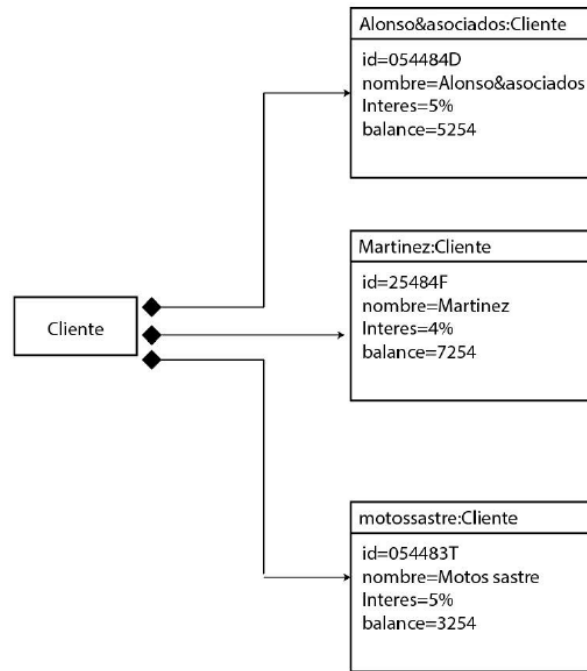 Alonso&asociados:Cliente
id=054484D
nombre=Alonso&asociados
Interes=5%
balance=5254
Cliente
Martinez:Cliente
id=25484F
nombre=Martinez
Interes=4%
balance=7254
motossastre:Cliente
id=054483T
nombre=Motos sastre
Interes=5%
balance=3254